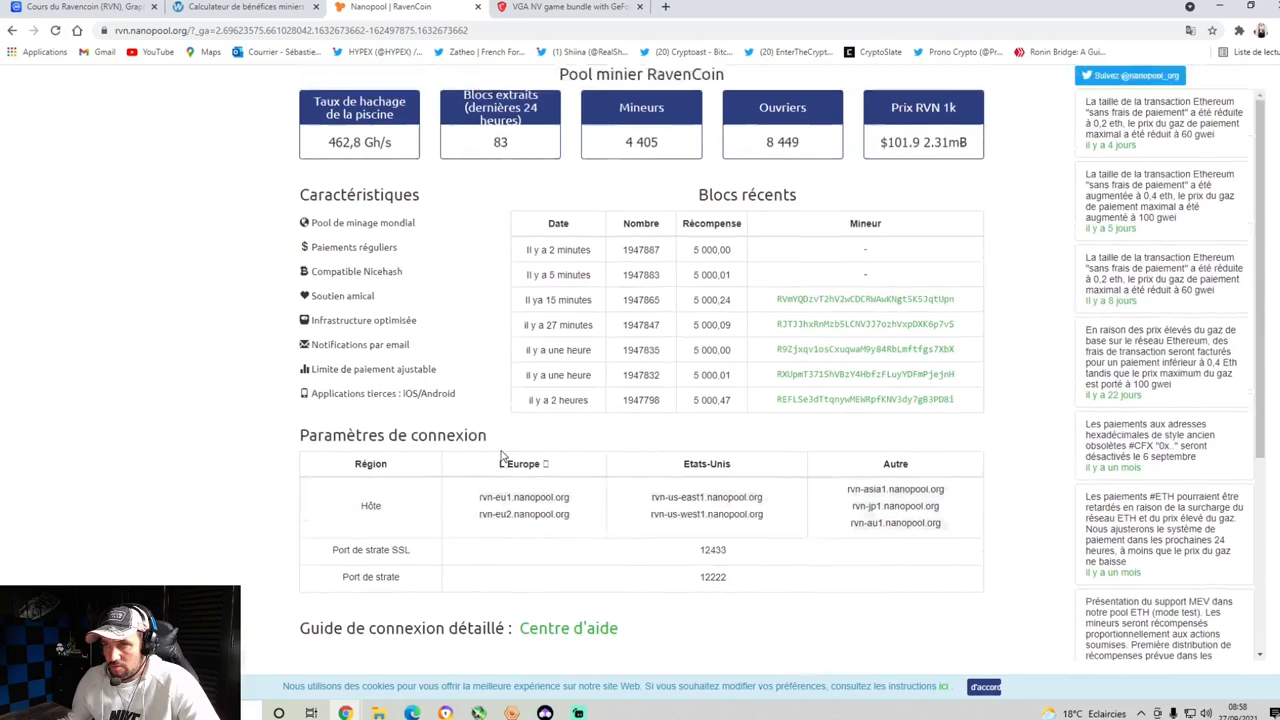 Cours du Ravencoin (RVN), Grap
Calculateur de bénéfices miniers
Nanopool | RavenCoin
VGA NV game bundle with GeFo
rvn.nanopool.org/?_ga=2.69623575.661028042.1632673662-162497875.1632673662
Applications
Gmail
YouTube
Maps
Courrier - Sébastie...
HYPEX (@HYPEX) /...
Zatheo | French For...
(1) Shiina (@RealSh...
(20) Cryptoast - Bitc...
(20) EnterTheCrypt...
CryptoSlate
Prono Crypto (@Pr...
Ronin Bridge: A Gui...
Liste de lectu
Pool minier RavenCoin
Taux de hachage
de la piscine
462,8 Gh/s
Blocs extraits
(dernières 24
heures)
83
Mineurs
4 405
Ouvriers
8 449
Prix RVN 1k
$101.9 2.31mɃ
Caractéristiques
Pool de minage mondial
Paiements réguliers
Compatible Nicehash
Soutien amical
Infrastructure optimisée
Notifications par email
Limite de paiement ajustable
Applications tierces : IOS/Android
Blocs récents
Date Nombre Récompense Mineur
Il y a 2 minutes 1947887 5 000,00 -
Il y a 5 minutes 1947883 5 000,01 -
Il ya 15 minutes 1947865 5 000,24 RVmYQDzvT2hV2wCDCRWAwKNgt5K5JqtUpn
il y a 27 minutes 1947847 5 000,09 RJTJJhxRnMzb5LCNVJJ7ozhVxpDXK6p7vS
il y a une heure 1947835 5 000,00 R9Zjxqv1osCxuqwaM9y84RbLmftfgs7XbX
il y a une heure 1947832 5 000,01 RXUpmT371ShVBzY4HbfzFLuyYDFmPjejnH
il y a 2 heures 1947798 5 000,47 REFLSe3dTtqnywMEWRpfKNV3dy7gB3PD8i
Paramètres de connexion
Région L'Europe Etats-Unis Autre
Hôte
rvn-eu1.nanopool.org
rvn-eu2.nanopool.org
rvn-us-east1.nanopool.org
rvn-us-west1.nanopool.org
rvn-asia1.nanopool.org
rvn-jp1.nanopool.org
rvn-au1.nanopool.org
Port de strate SSL 12433
Port de strate 12222
Guide de connexion détaillé : Centre d'aide
Suivez @nanopool_org
La taille de la transaction Ethereum
"sans frais de paiement" a été réduite
à 0,2 eth, le prix du gaz de paiement
maximal a été réduit à 60 gwei
il y a 4 jours
La taille de la transaction Ethereum
"sans frais de paiement" a été
augmentée à 0,4 eth, le prix du gaz
de paiement maximal a été
augmenté à 100 gwei
il y a 5 jours
La taille de la transaction Ethereum
"sans frais de paiement" a été réduite
à 0,2 eth, le prix du gaz de paiement
maximal a été réduit à 100 gwei
Il y a 8 jours
En raison des prix élevés du gaz de
base sur le réseau Ethereum, des
frais de transaction seront facturés
pour un paiement inférieur à 0,4 Eth
tandis que le prix maximum du gaz
est porté à 100 gwei
il y a 22 jours
Les paiements aux adresses
hexadécimales de style ancien
obsolètes #CFX "0x.." seront
désactivés le 6 septembre
il y a un mois
Les paiements #ETH pourraient être
retardés en raison de la surcharge du
réseau ETH et du prix élevé du gaz.
Nous ajusterons le système de
paiement dans les prochaines 24
heures, à moins que le prix du gaz
ne baisse
il y a un mois
Présentation du support MEV dans
notre pool ETH (mode test). Les
mineurs seront récompensés
proportionnellement aux actions
soumises. Première distribution de
récompenses prévue dans les
Nous utilisons des cookies pour vous offrir la meilleure expérience sur notre site Web. Si vous souhaitez modifier vos préférences, consultez les instructions ici .
d'accord
18°C Eclaircies
08:58
27/09/2021